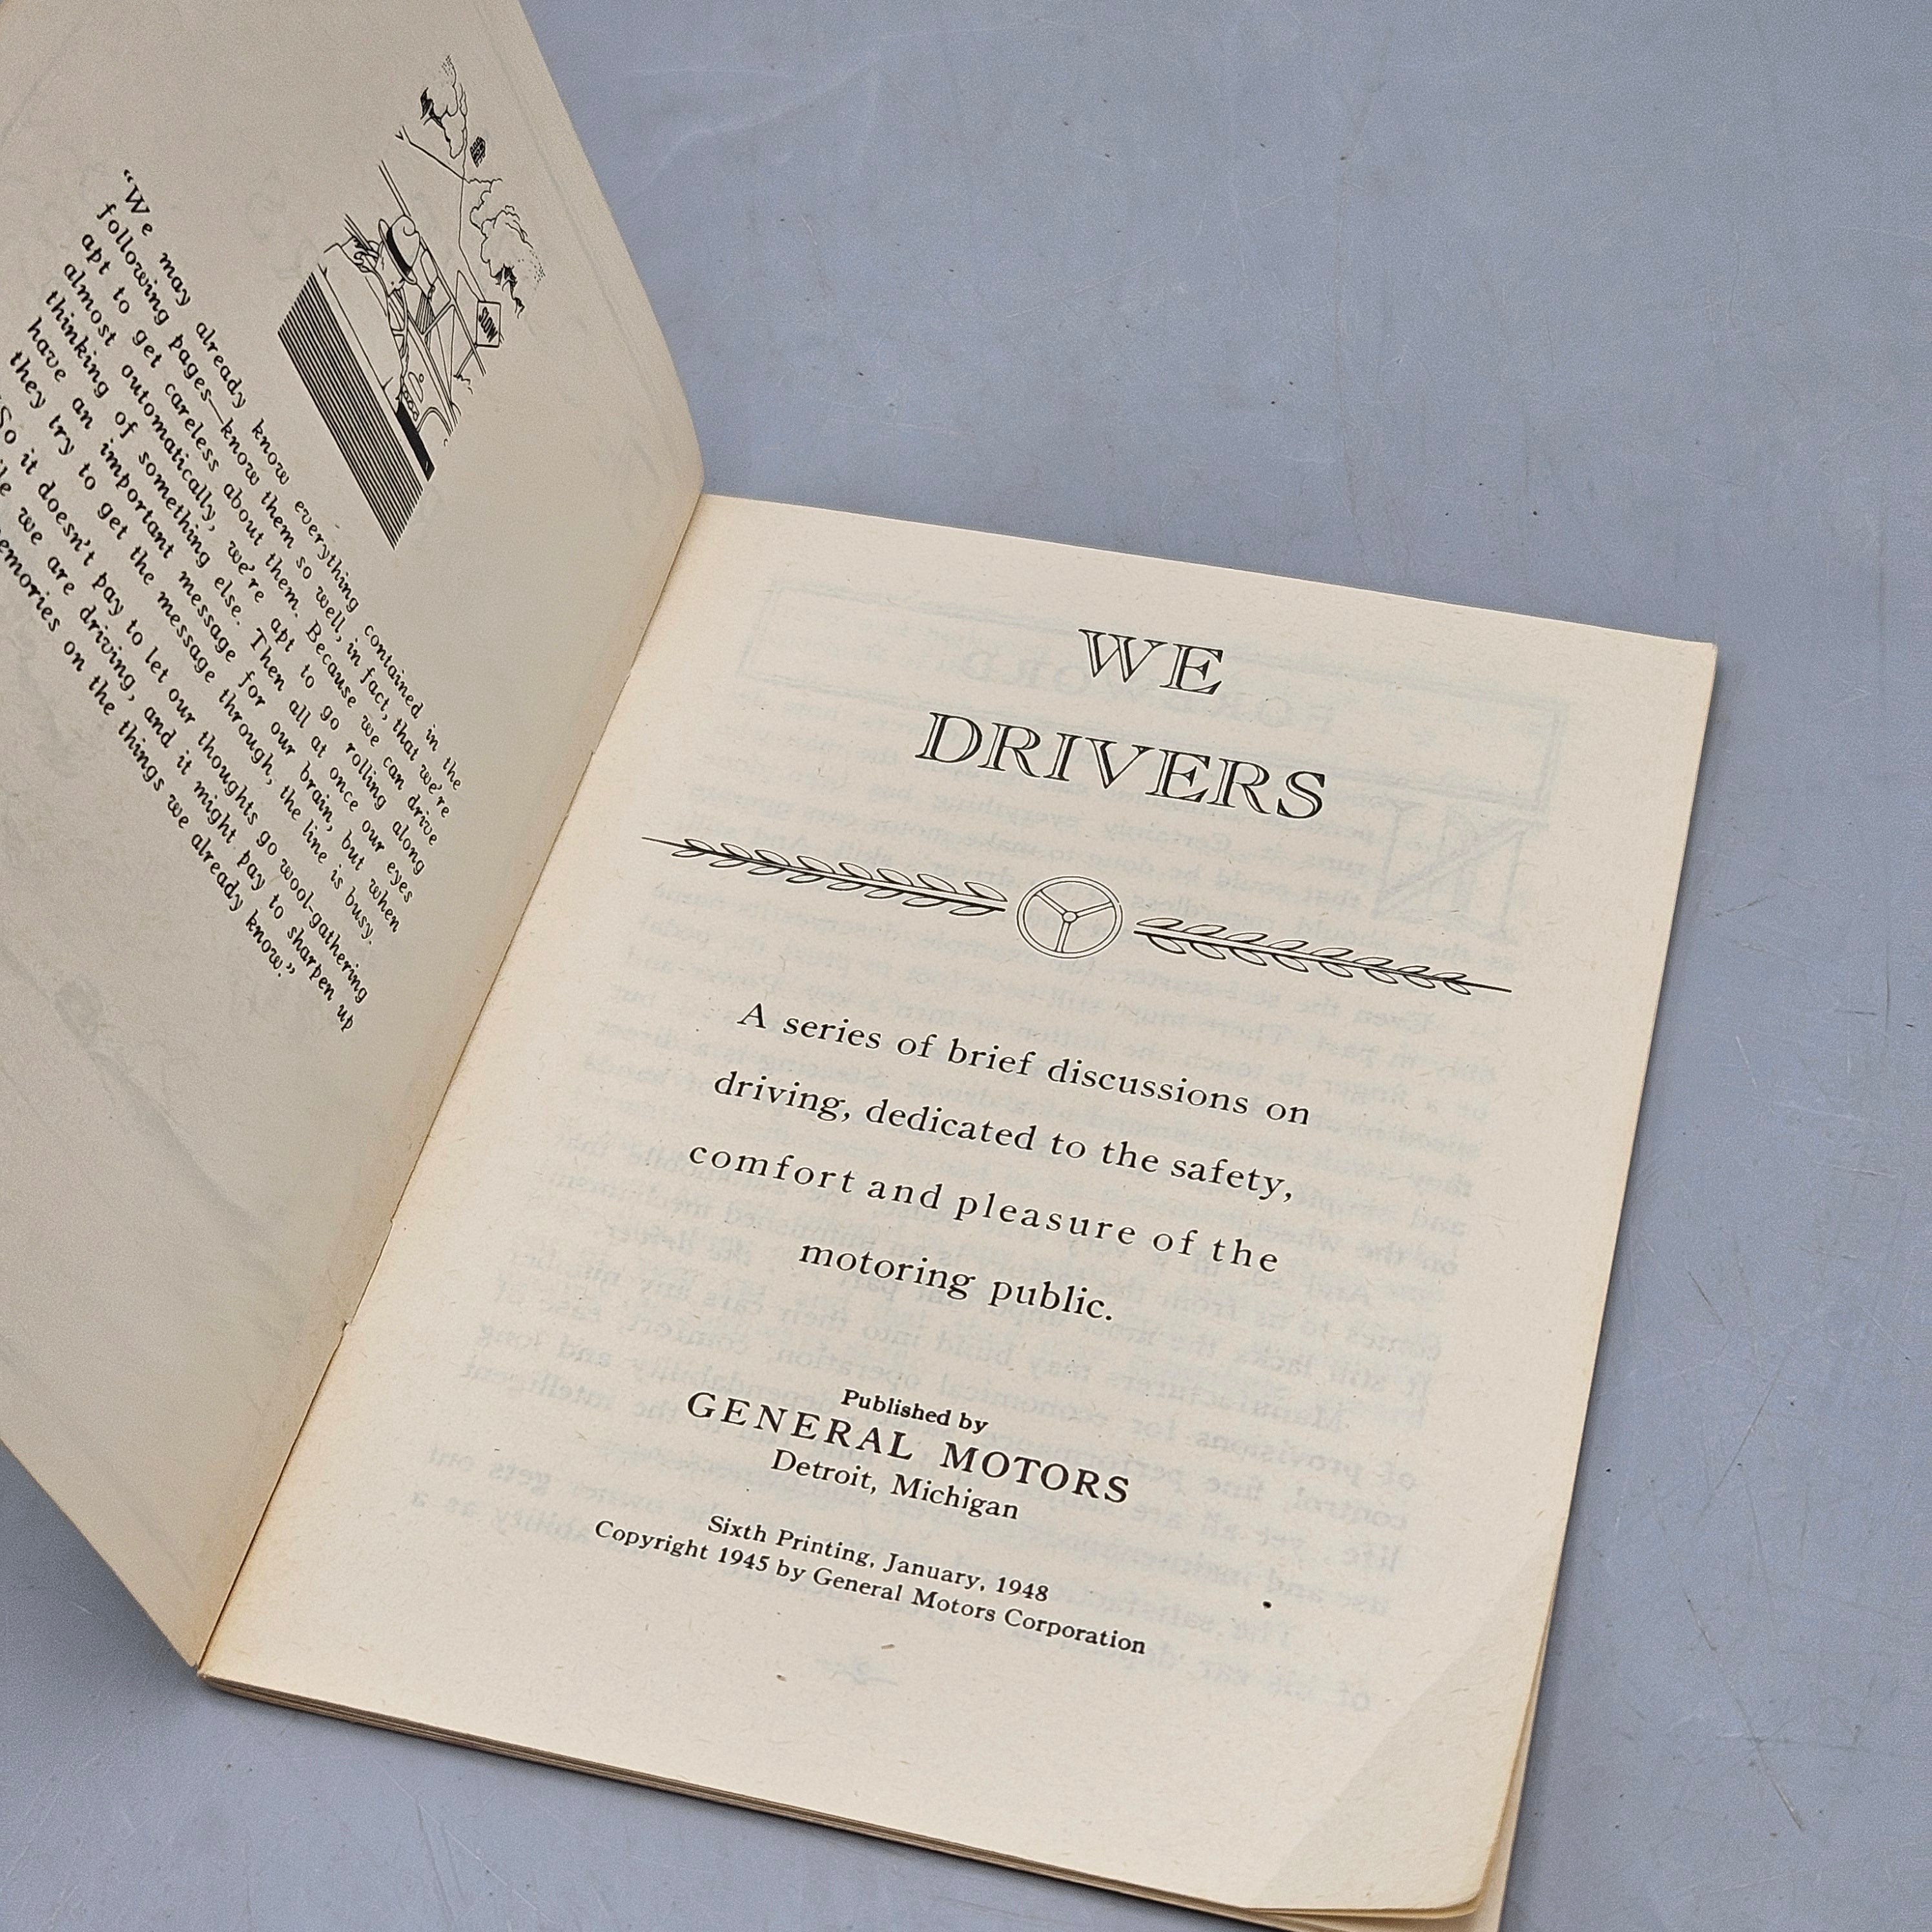 SLOW
"We may already know everything contained in the
following pages—know them so well, in fact, that we're
apt to get careless about them. Because we can drive
almost automatically, we're apt to go rolling along
thinking of something else. Then all at once our eyes
have an important message for our brain, but when
they try to get the message through, the line is busy.
So it doesn't pay to let our thoughts go wool-gathering
we are driving, and it might pay to sharpen up
on the things we already know."
WE
DRIVERS
A series of brief discussions on
driving, dedicated to the safety,
comfort and pleasure of the
motoring public.
Published by
GENERAL MOTORS
Detroit, Michigan
Sixth Printing, January, 1948
Copyright 1945 by General Motors Corporation